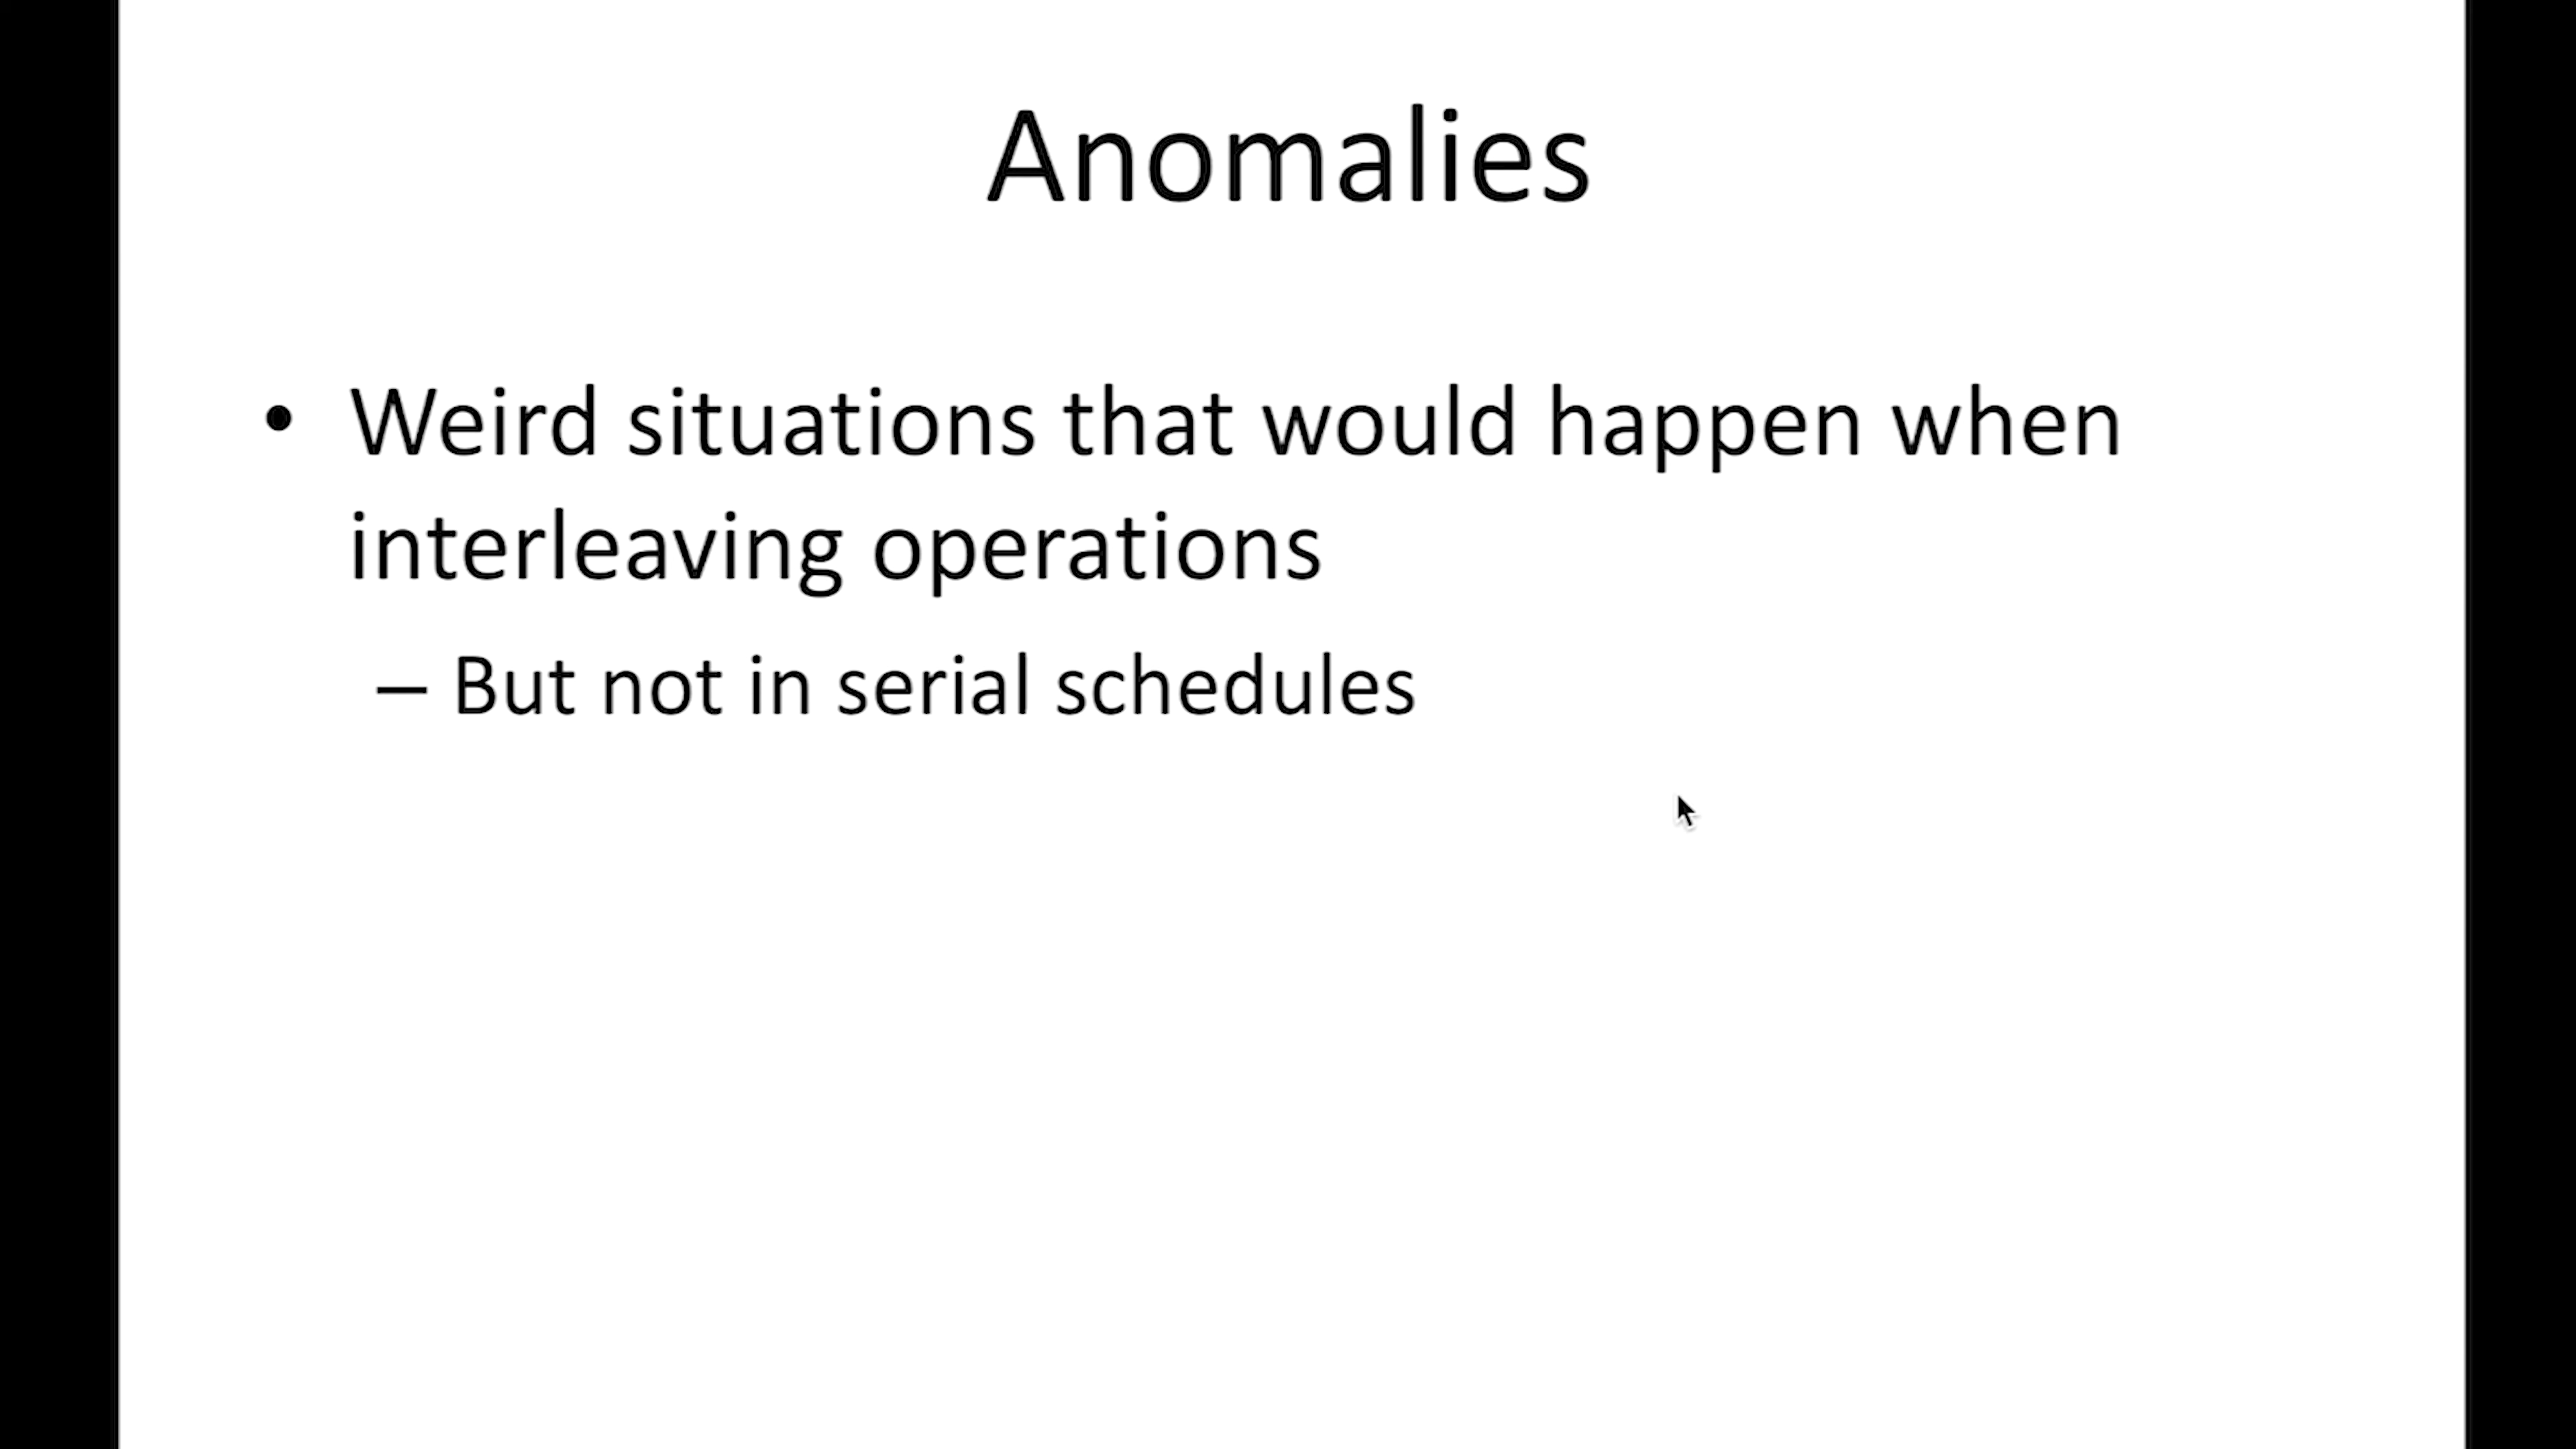 Anomalies
• Weird situations that would happen when
interleaving operations
– But not in serial schedules